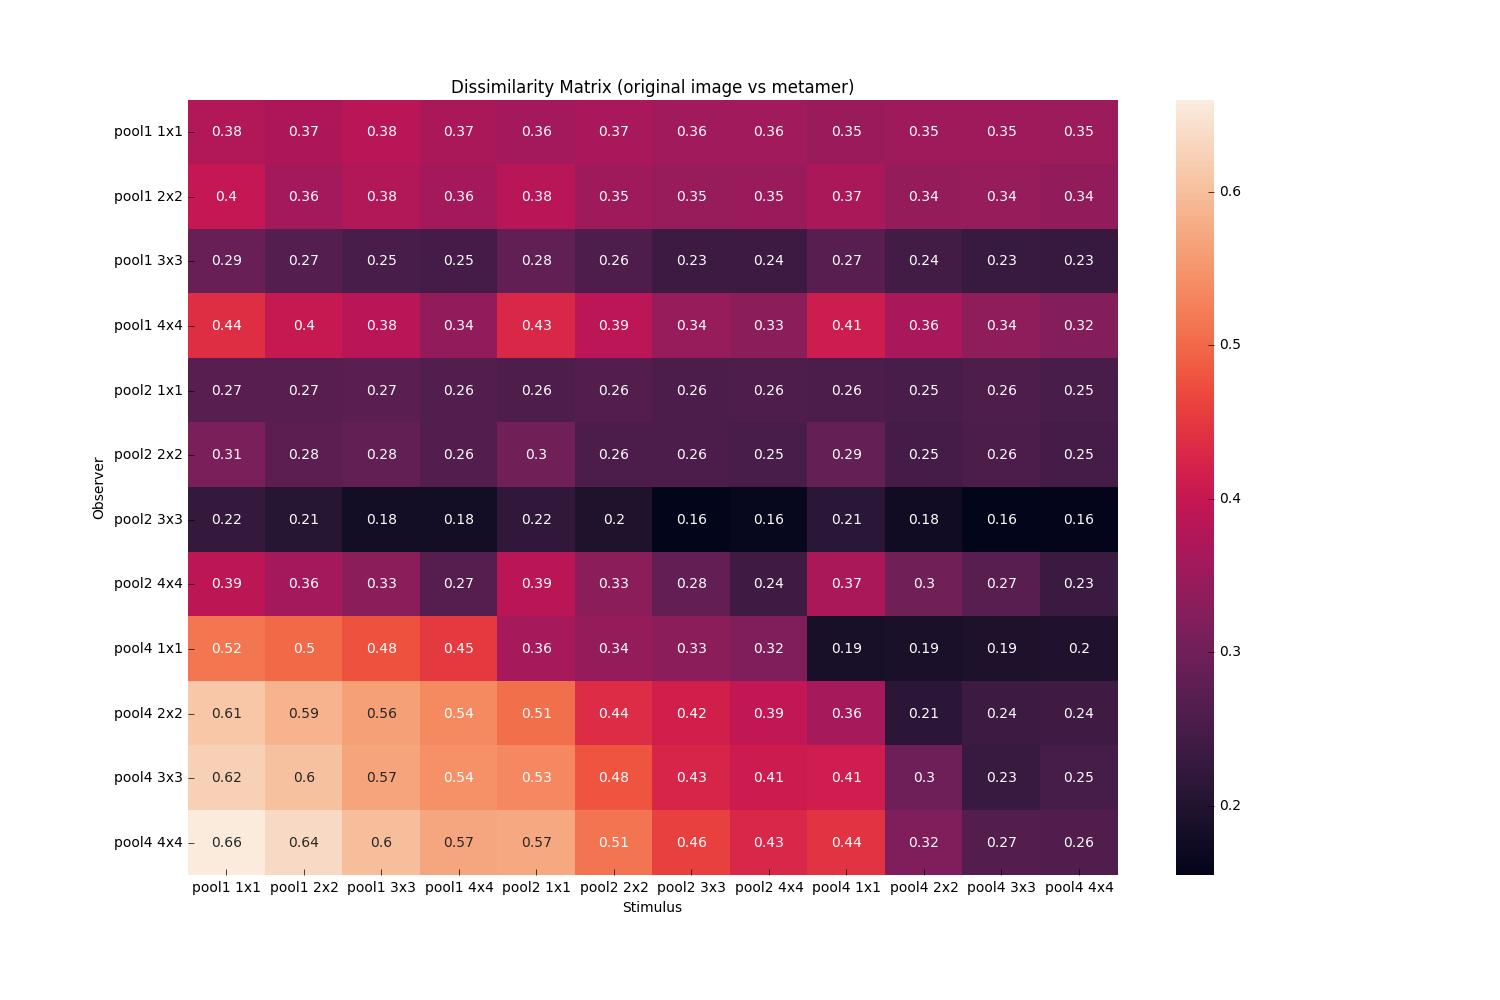 Dissimilarity Matrix (original image vs metamer)
pool1 1x1 0.38 0.37 0.38 0.37 0.36 0.37 0.36 0.36 0.35 0.35 0.35 0.35
pool1 2x2 0.4 0.36 0.38 0.36 0.38 0.35 0.35 0.35 0.37 0.34 0.34 0.34
pool1 3x3 0.29 0.27 0.25 0.25 0.28 0.26 0.23 0.24 0.27 0.24 0.23 0.23
pool1 4x4 0.44 0.4 0.38 0.34 0.43 0.39 0.34 0.33 0.41 0.36 0.34 0.32
pool2 1x1 0.27 0.27 0.27 0.26 0.26 0.26 0.26 0.26 0.26 0.25 0.26 0.25
pool2 2x2 0.31 0.28 0.28 0.26 0.3 0.26 0.26 0.25 0.29 0.25 0.26 0.25
pool2 3x3 0.22 0.21 0.18 0.18 0.22 0.2 0.16 0.16 0.21 0.18 0.16 0.16
pool2 4x4 0.39 0.36 0.33 0.27 0.39 0.33 0.28 0.24 0.37 0.3 0.27 0.23
pool4 1x1 0.52 0.5 0.48 0.45 0.36 0.34 0.33 0.32 0.19 0.19 0.19 0.2
pool4 2x2 0.61 0.59 0.56 0.54 0.51 0.44 0.42 0.39 0.36 0.21 0.24 0.24
pool4 3x3 0.62 0.6 0.57 0.54 0.53 0.48 0.43 0.41 0.41 0.3 0.23 0.25
pool4 4x4 0.66 0.64 0.6 0.57 0.57 0.51 0.46 0.43 0.44 0.32 0.27 0.26
pool1 1x1 pool1 2x2 pool1 3x3 pool1 4x4 pool2 1x1 pool2 2x2 pool2 3x3 pool2 4x4 pool4 1x1 pool4 2x2 pool4 3x3 pool4 4x4
Stimulus
Observer
0.6
0.5
0.4
0.3
0.2